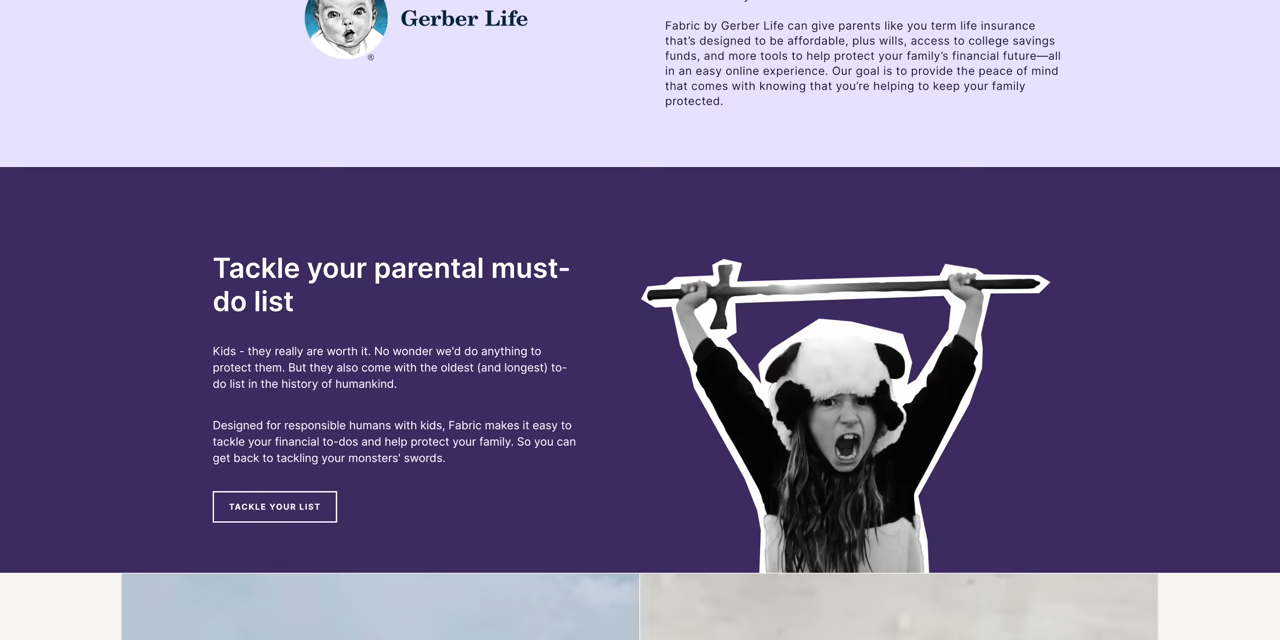 Gerber Life
®
Fabric by Gerber Life can give parents like you term life insurance
that’s designed to be affordable, plus wills, access to college savings
funds, and more tools to help protect your family’s financial future—all
in an easy online experience. Our goal is to provide the peace of mind
that comes with knowing that you’re helping to keep your family
protected.
Tackle your parental must-
do list
Kids - they really are worth it. No wonder we'd do anything to
protect them. But they also come with the oldest (and longest) to-
do list in the history of humankind.
Designed for responsible humans with kids, Fabric makes it easy to
tackle your financial to-dos and help protect your family. So you can
get back to tackling your monsters' swords.
TACKLE YOUR LIST